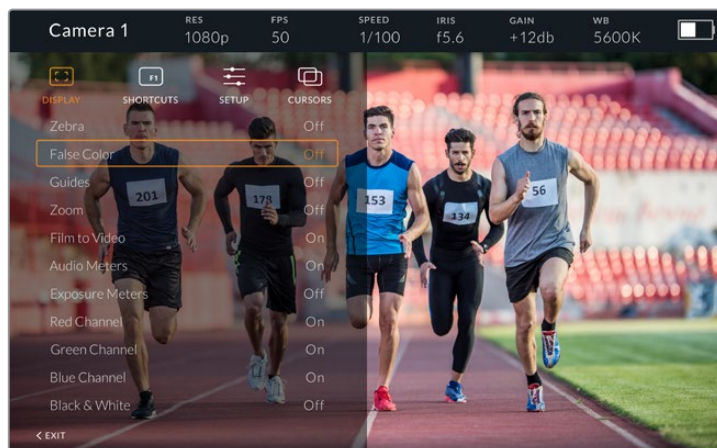 Camera 1
RES
1080p
FPS
50
SPEED
1/100
IRIS
f5.6
GAIN
+12db
WB
5600K
F1
DISPLAY
SHORTCUTS
SETUP
CURSORS
Zebra Off
False Color Off
Guides Off
Zoom Off
Film to Video On
Audio Meters On
Exposure Meters Off
Red Channel On
Green Channel On
Blue Channel On
Black & White Off
< EXIT
201
178
153
134
56